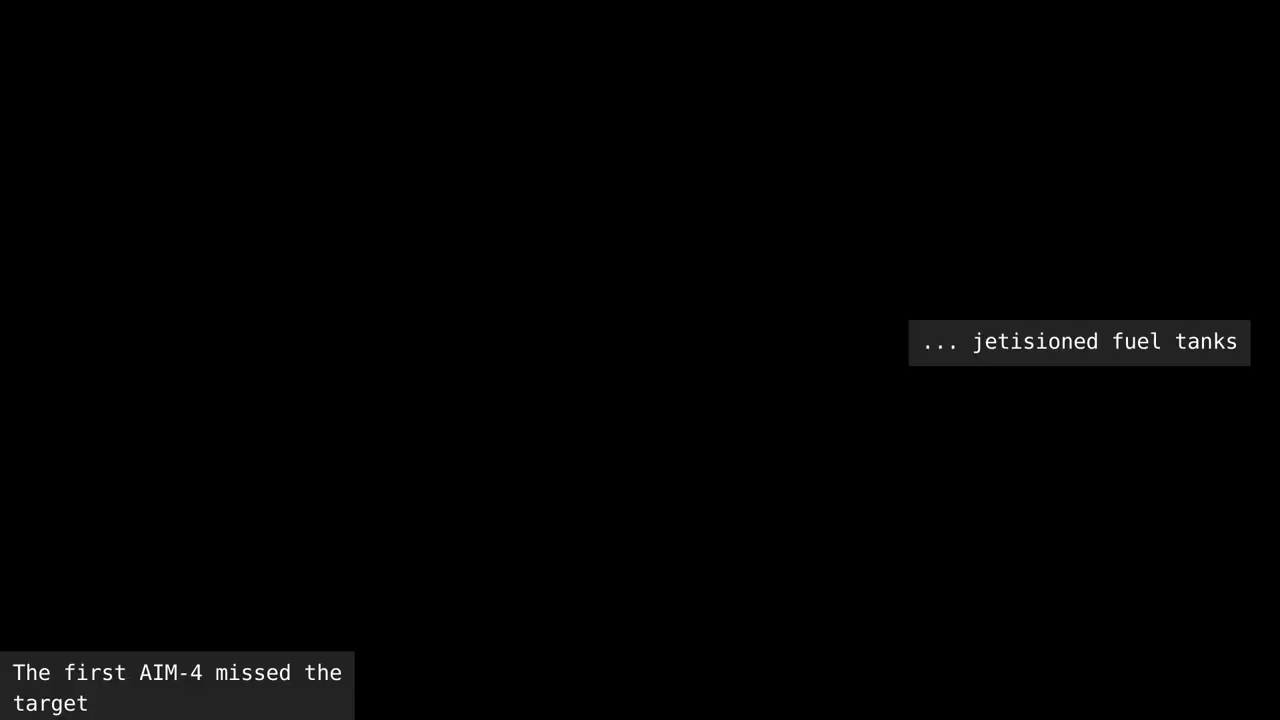 ... jetisioned fuel tanks
The first AIM-4 missed the
target